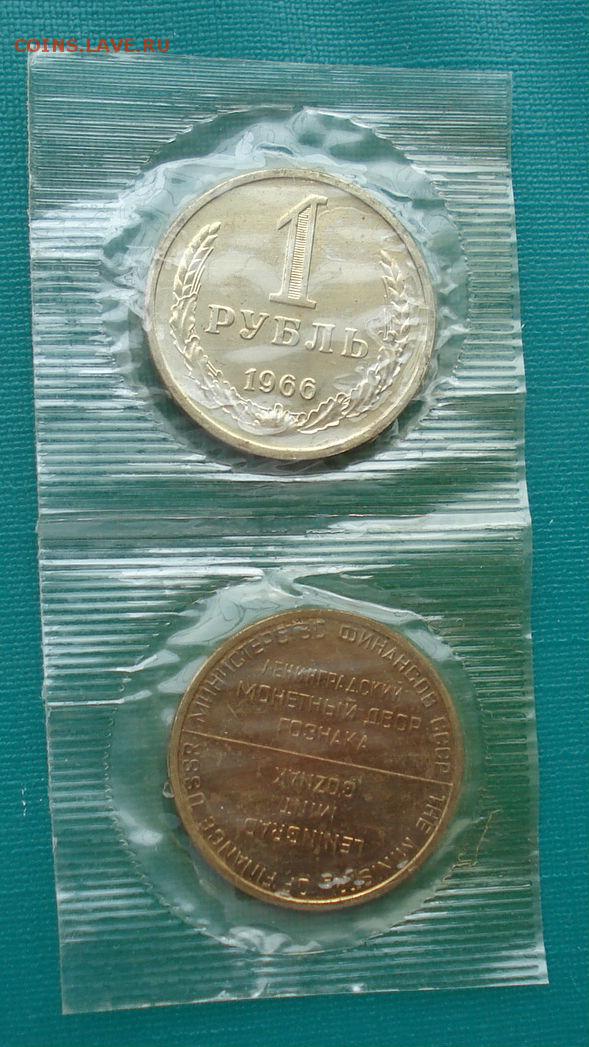 COINS.LAVE.RU
1
РУБЛЬ
1966
МИНИСТЕРСТВО ФИНАНСОВ СССР
ЛЕНИНГРАДСКИЙ
МОНЕТНЫЙ ДВОР
ГОЗНАКА
THE MINISTRY OF FINANCE USSR
LENINGRAD
MINT
GOZNAK